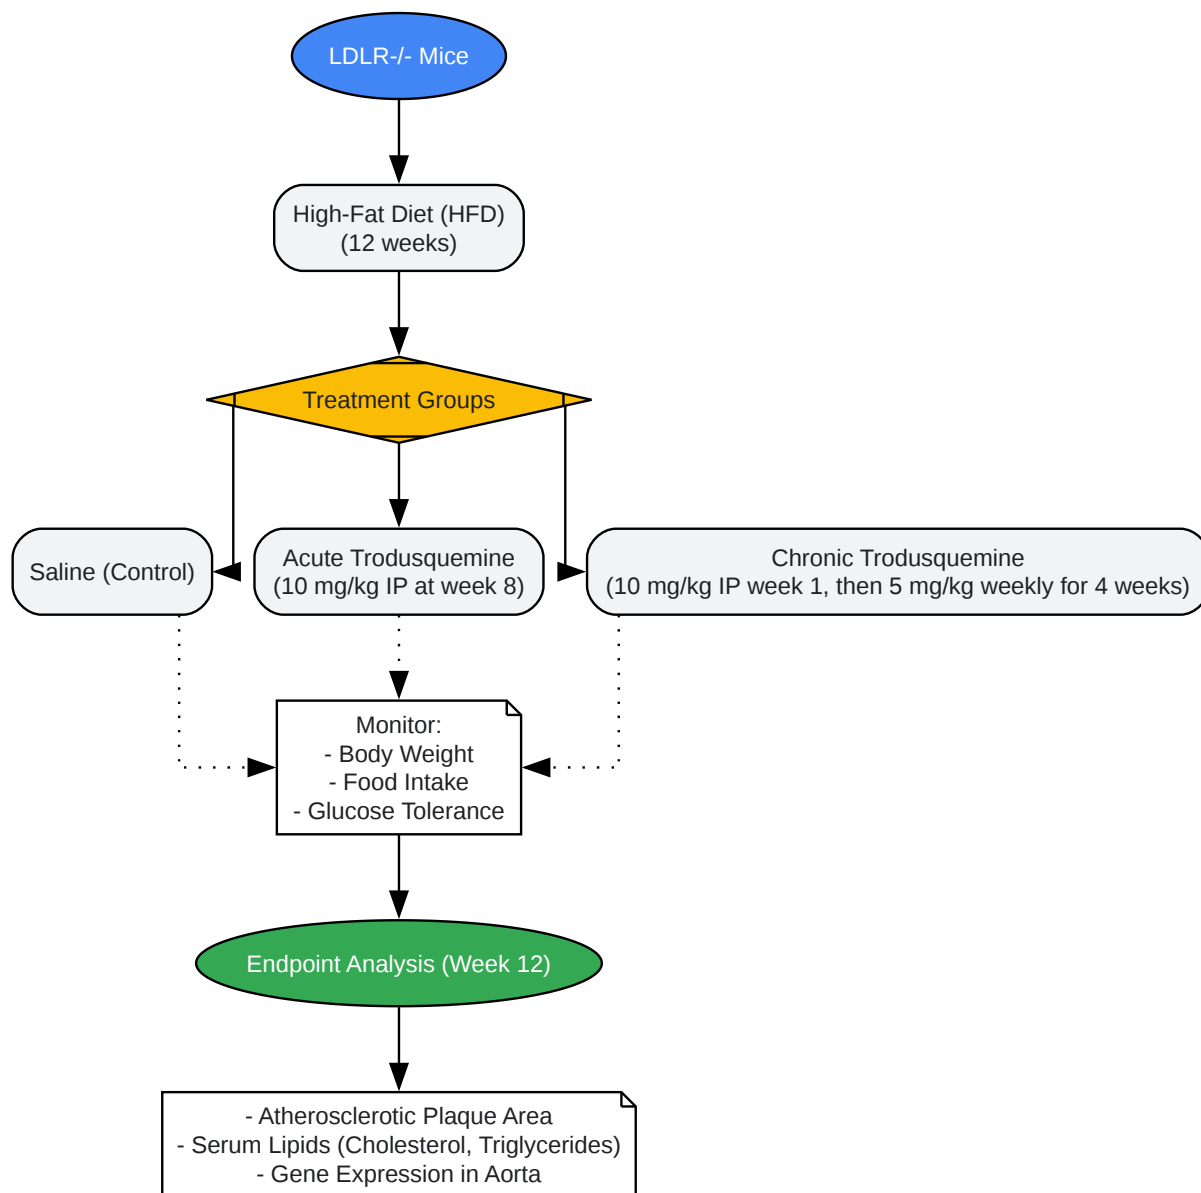 LDLR-/- Mice
High-Fat Diet (HFD)
(12 weeks)
Treatment Groups
Saline (Control)
Acute Trodusquemine
(10 mg/kg IP at week 8)
Chronic Trodusquemine
(10 mg/kg IP week 1, then 5 mg/kg weekly for 4 weeks)
Monitor:
- Body Weight
- Food Intake
- Glucose Tolerance
Endpoint Analysis (Week 12)
- Atherosclerotic Plaque Area
- Serum Lipids (Cholesterol, Triglycerides)
- Gene Expression in Aorta